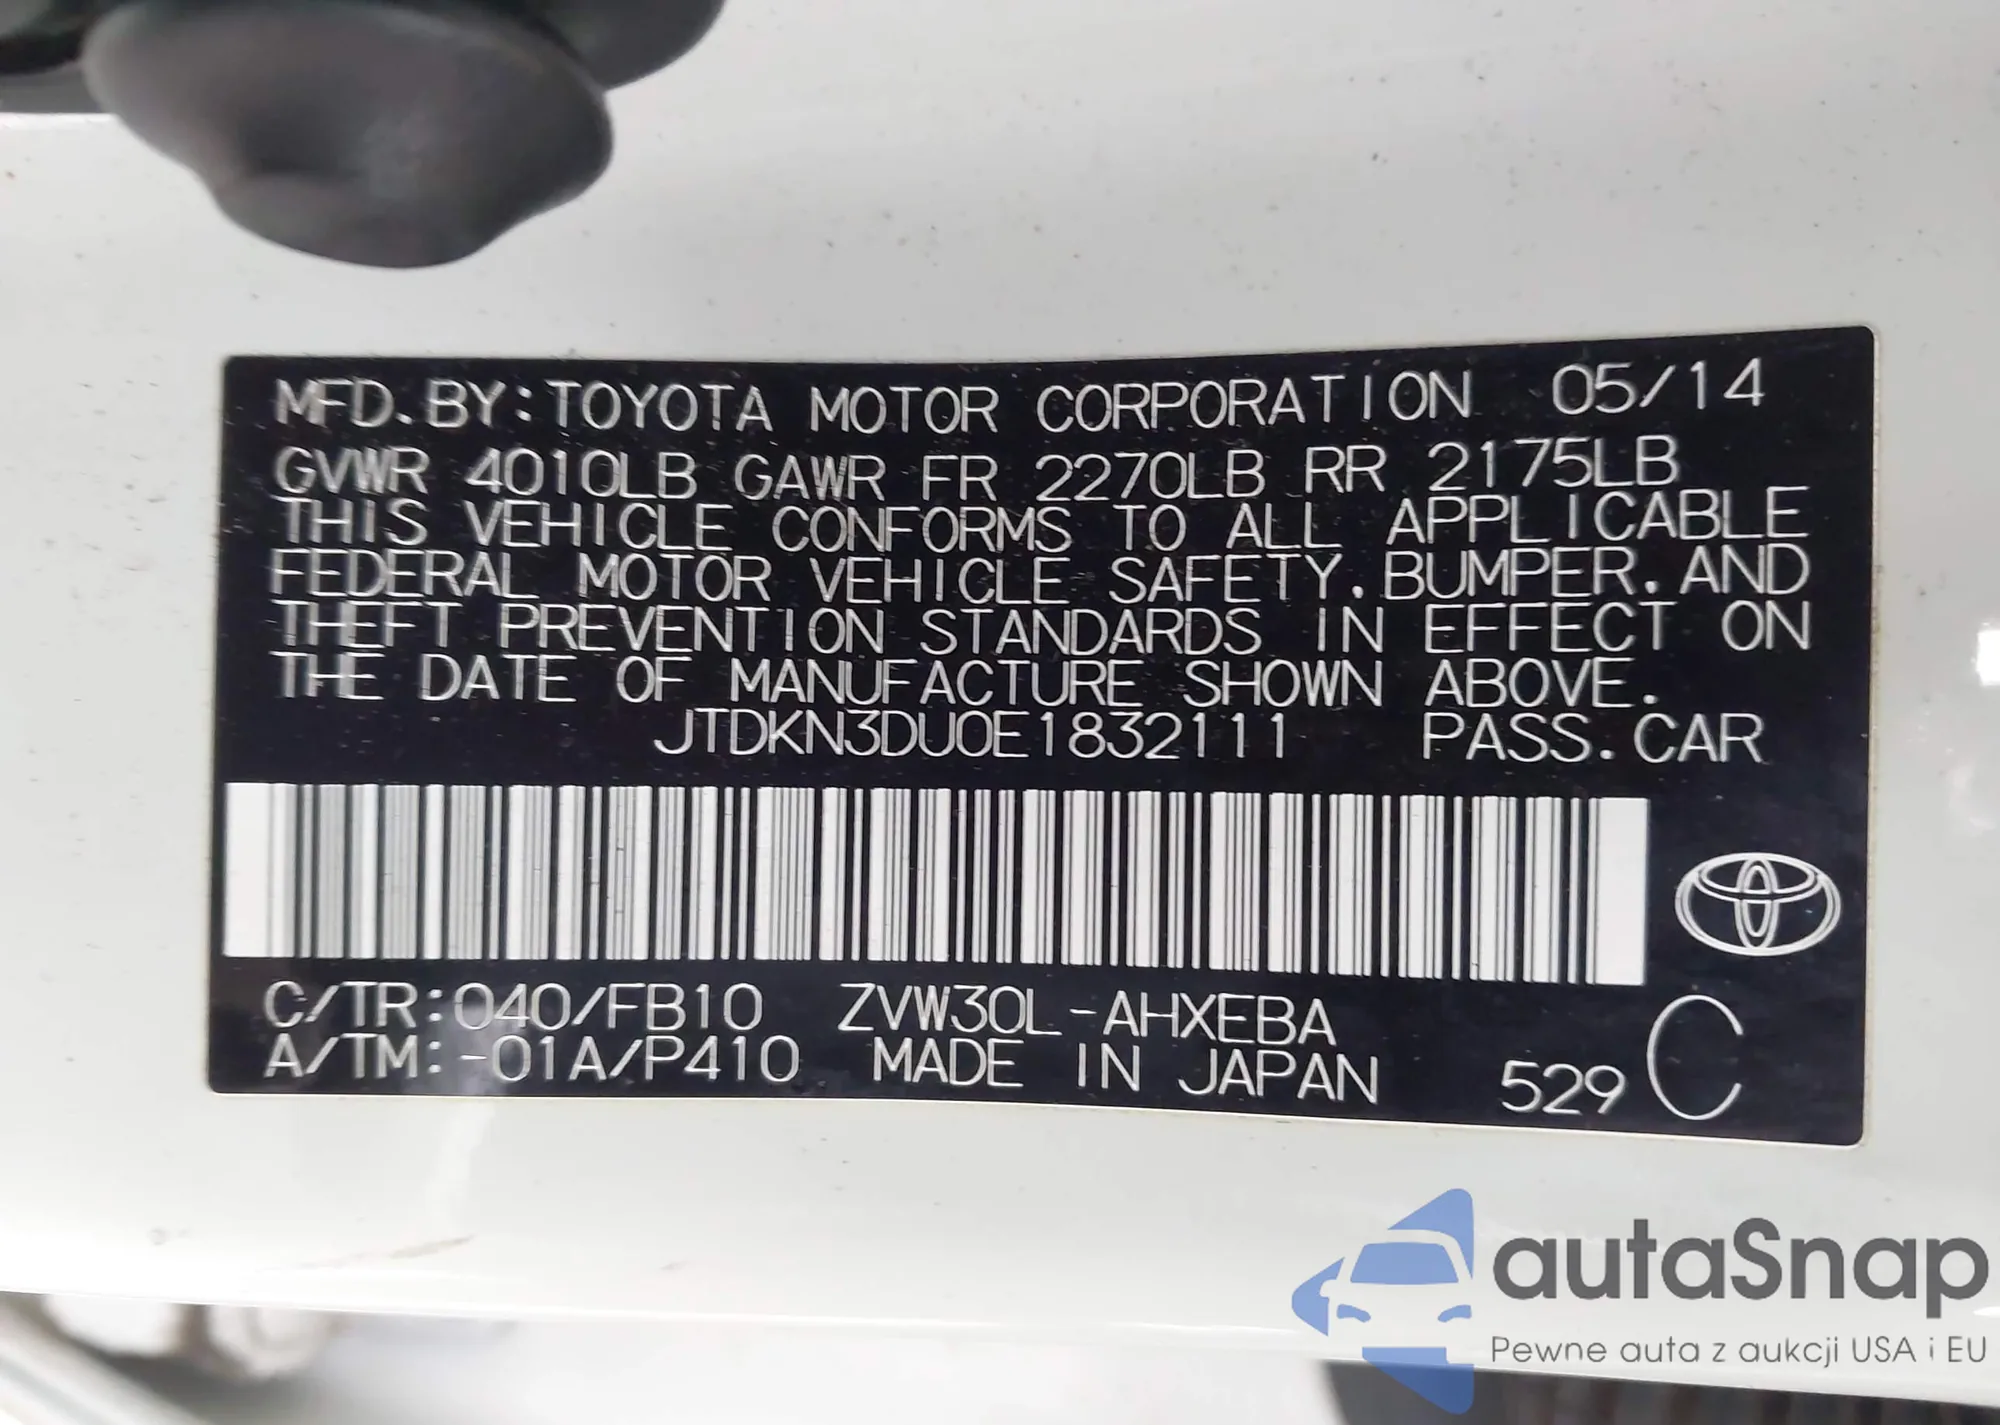 MFD.BY:TOYOTA MOTOR CORPORATION 05/14
GVWR 4010LB GAWR FR 2270LB RR 2175LB
THIS VEHICLE CONFORMS TO ALL APPLICABLE
FEDERAL MOTOR VEHICLE SAFETY.BUMPER.AND
THEFT PREVENTION STANDARDS IN EFFECT ON
THE DATE OF MANUFACTURE SHOWN ABOVE.
JTDKN3DU0E1832111 PASS.CAR
C/TR:040/FB10 ZVW30L-AHXEBA
A/TM:-01A/P410 MADE IN JAPAN 529 C
autaSnap
Pewne auta z aukcji USA i EU